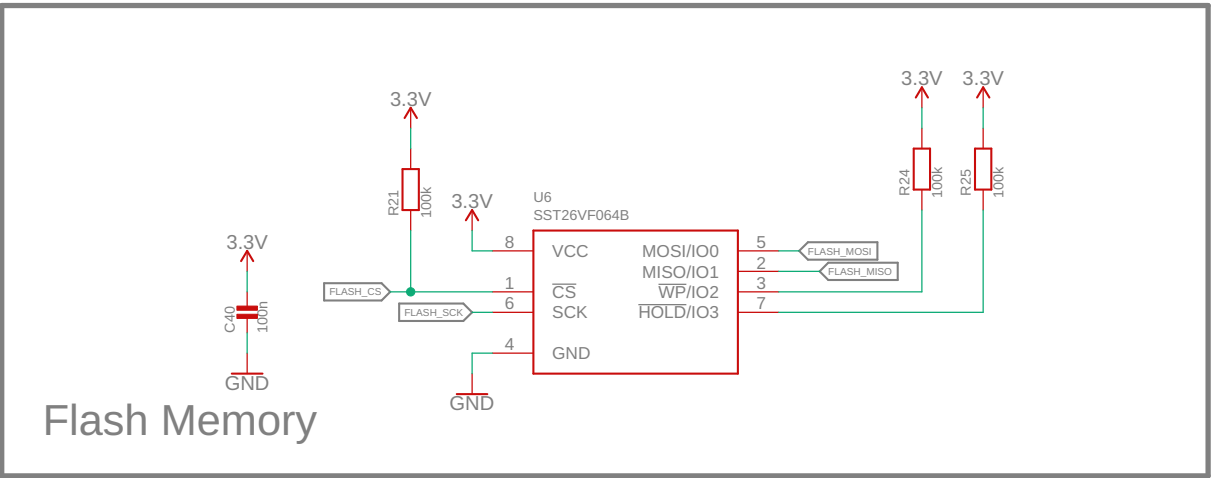 3.3V
3.3V
3.3V
R21
100k
R24
100k
R25
100k
3.3V
U6
SST26VF064B
3.3V
C40
100n
GND
8
VCC
MOSI/IO0
5
FLASH_MOSI
MISO/IO1
2
FLASH_MISO
FLASH_CS
1
CS
WP/IO2
3
FLASH_SCK
6
SCK
HOLD/IO3
7
4
GND
GND
Flash Memory